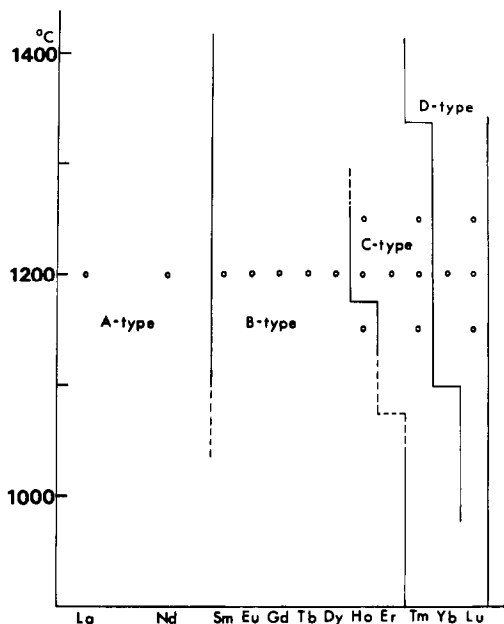 °C
1400
D-type
C-type
1200
A-type B-type
1000
La Nd Sm Eu Gd Tb Dy Ho Er Tm Yb Lu